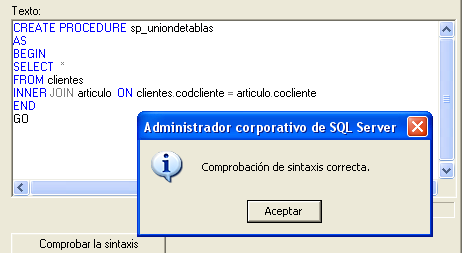 Texto:
CREATE PROCEDURE sp_uniondetablas
AS
BEGIN
SELECT *
FROM clientes
INNER JOIN articulo ON clientes.codcliente = articulo.cocliente
END
GO
Administrador corporativo de SQL Server
Comprobación de sintaxis correcta.
Aceptar
Comprobar la sintaxis